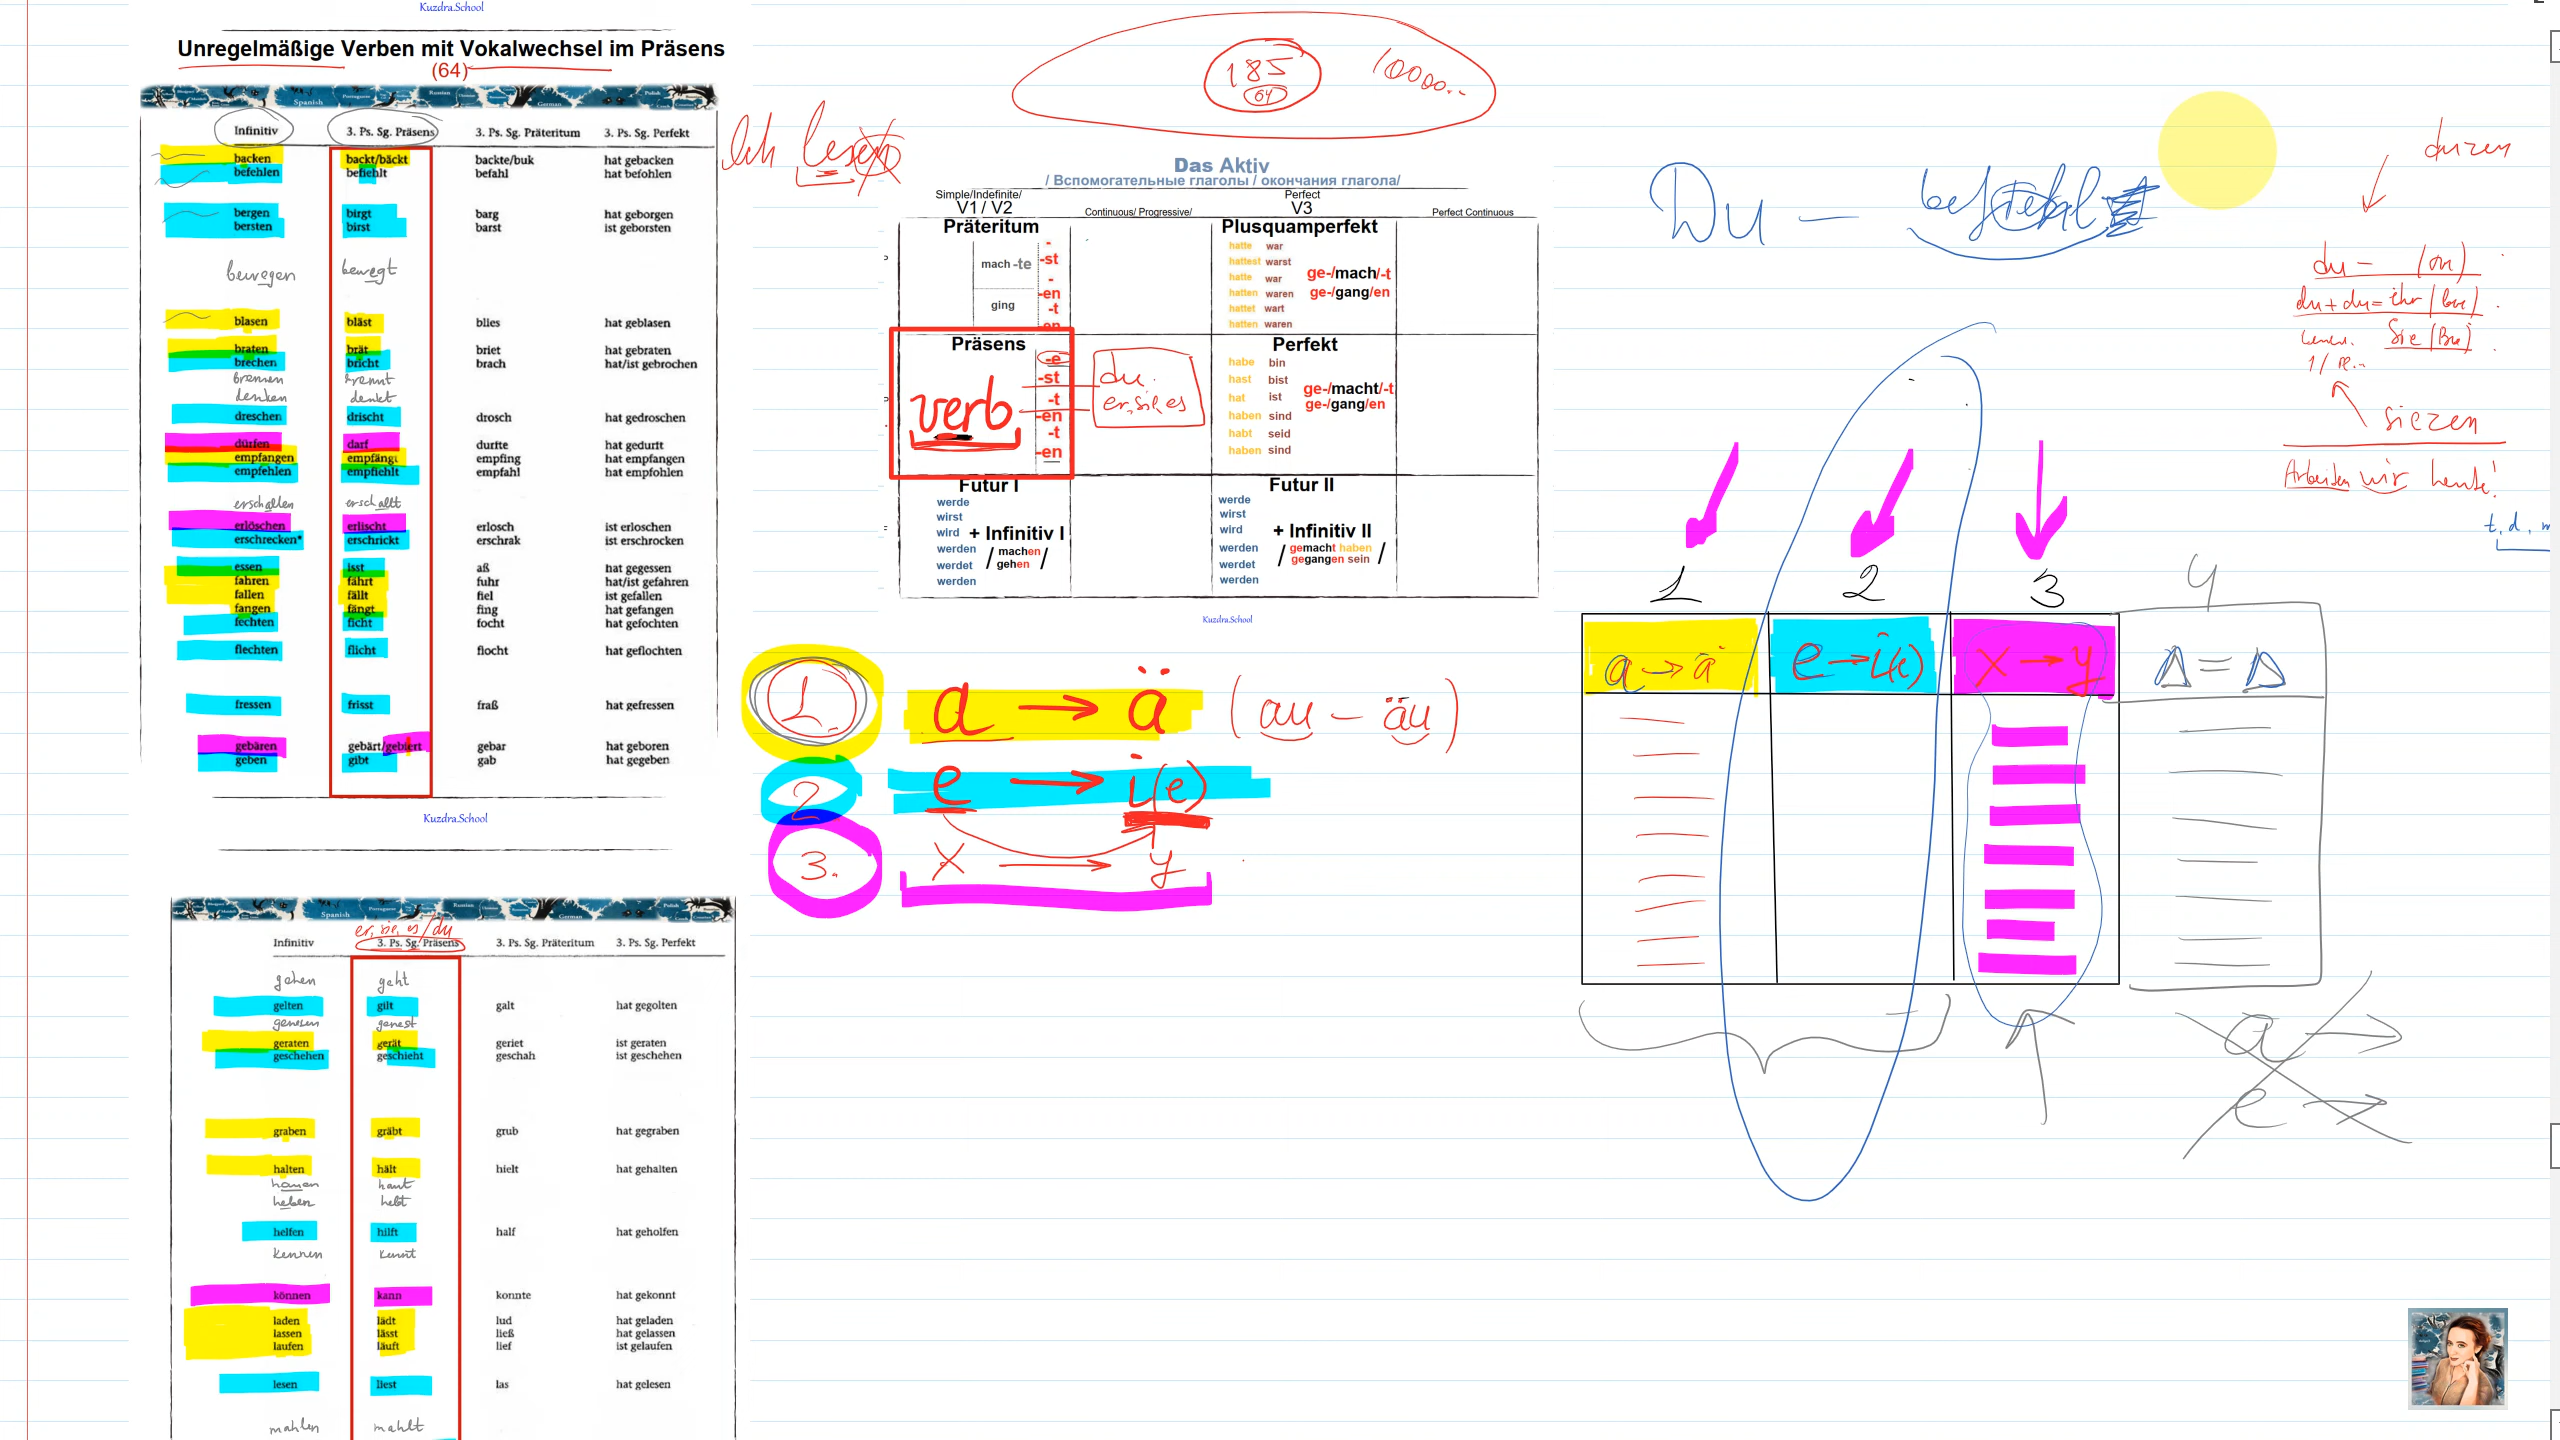 Kuzdra.School
Unregelmäßige Verben mit Vokalwechsel im Präsens
(64)
Infinitiv 3. Ps. Sg. Präsens 3. Ps. Sg. Präteritum 3. Ps. Sg. Perfekt
backen backt/bäckt backte/buk hat gebacken
befehlen befiehlt befahl hat befohlen
bergen birgt barg hat geborgen
bersten birst barst ist geborsten
bewegen bewegt
blasen bläst blies hat geblasen
braten brät briet hat gebraten
brechen bricht brach hat/ist gebrochen
brennen brennt
denken denkt
dreschen drischt drosch hat gedroschen
dürfen darf durfte hat gedurft
empfangen empfängt empfing hat empfangen
empfehlen empfiehlt empfahl hat empfohlen
erschallen erschallt
erlöschen erlischt erlosch ist erloschen
erschrecken* erschrickt erschrak ist erschrocken
essen isst aß hat gegessen
fahren fährt fuhr hat/ist gefahren
fallen fällt fiel ist gefallen
fangen fängt fing hat gefangen
fechten ficht focht hat gefochten
flechten flicht flocht hat geflochten
fressen frisst fraß hat gefressen
gebären gebärt/gebiert gebar hat geboren
geben gibt gab hat gegeben
Kuzdra.School
er, sie, es/du
Infinitiv 3. Ps. Sg. Präsens 3. Ps. Sg. Präteritum 3. Ps. Sg. Perfekt
gehen geht
gelten gilt galt hat gegolten
genesen genest
geraten gerät geriet ist geraten
geschehen geschieht geschah ist geschehen
graben gräbt grub hat gegraben
halten hält hielt hat gehalten
hauen haut
heben hebt
helfen hilft half hat geholfen
kennen kennt
können kann konnte hat gekonnt
laden lädt lud hat geladen
lassen lässt ließ hat gelassen
laufen läuft lief ist gelaufen
lesen liest las hat gelesen
mahlen mahlt
185 10000..
64
Ich lesen
Das Aktiv
/ Вспомогательные глаголы / окончания глагола/
Simple/Indefinite/
V1 / V2
Continuous/ Progressive/
Perfect
V3
Perfect Continuous
Präteritum
mach -te
ging
-
-st
-
-en
-t
-en
Plusquamperfekt
hatte war
hattest warst
hatte war
hatten waren
hattet wart
hatten waren
ge-/mach/-t
ge-/gang/en
Präsens
verb
-e
-st
-t
-en
-t
-en
du.
er, sie, es
Perfekt
habe bin
hast bist
hat ist
haben sind
habt seid
haben sind
ge-/macht/-t
ge-/gang/en
Futur I
werde
wirst
wird
werden
werdet
werden
+ Infinitiv I
/ machen /
gehen
Futur II
werde
wirst
wird
werden
werdet
werden
+ Infinitiv II
/ gemacht haben /
gegangen sein
Kuzdra.School
1. a → ä (au – äu)
2 e → i(e)
3. x → y
Du –
duzen
du –
du + du = ihr
Sie (Вы)
siezen
Arbeiten wir heute!
t, d,
1 2 3 4
a → ä e → i(e) x → y Δ = Δ
a →
e →